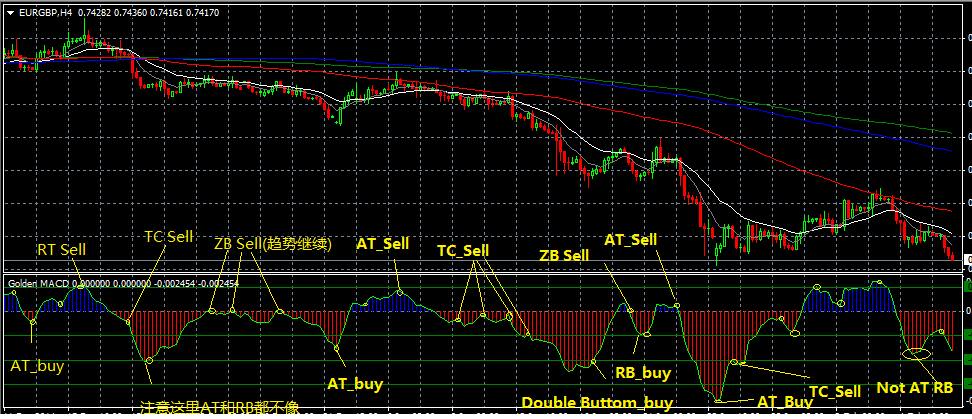 EURGBP,H4 0.74282 0.74360 0.74161 0.74170
RT Sell
TC Sell
ZB Sell(趋势继续)
AT_Sell
TC_Sell
ZB Sell
AT_Sell
Golden MACD 0.000000 0.000000 -0.002454 -0.002454
AT_buy
注意这里AT和RB都不像
AT_buy
RB_buy
Double Buttom_buy
AT_Buy
TC_Sell
Not AT RB